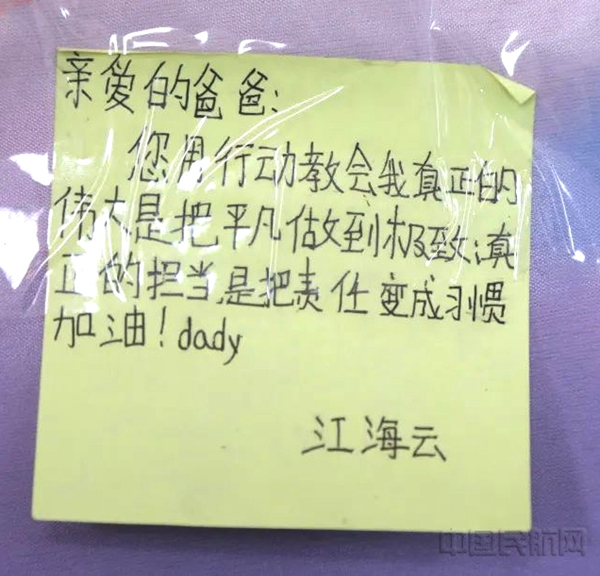 亲爱的爸爸:
您用行动教会我真正的
伟大是把平凡做到极致;真
正的担当是把责任变成习惯
加油!dady
江海云
中国民航网